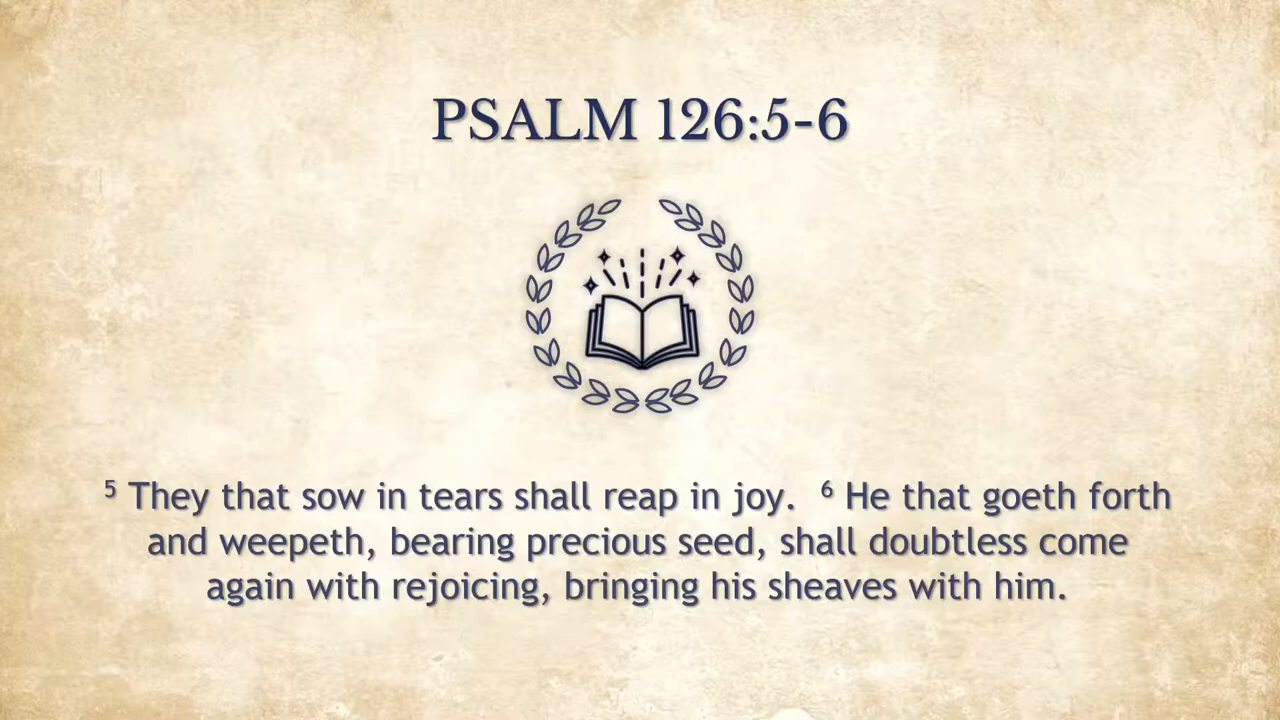 PSALM 126:5-6
⁵ They that sow in tears shall reap in joy. ⁶ He that goeth forth
and weepeth, bearing precious seed, shall doubtless come
again with rejoicing, bringing his sheaves with him.